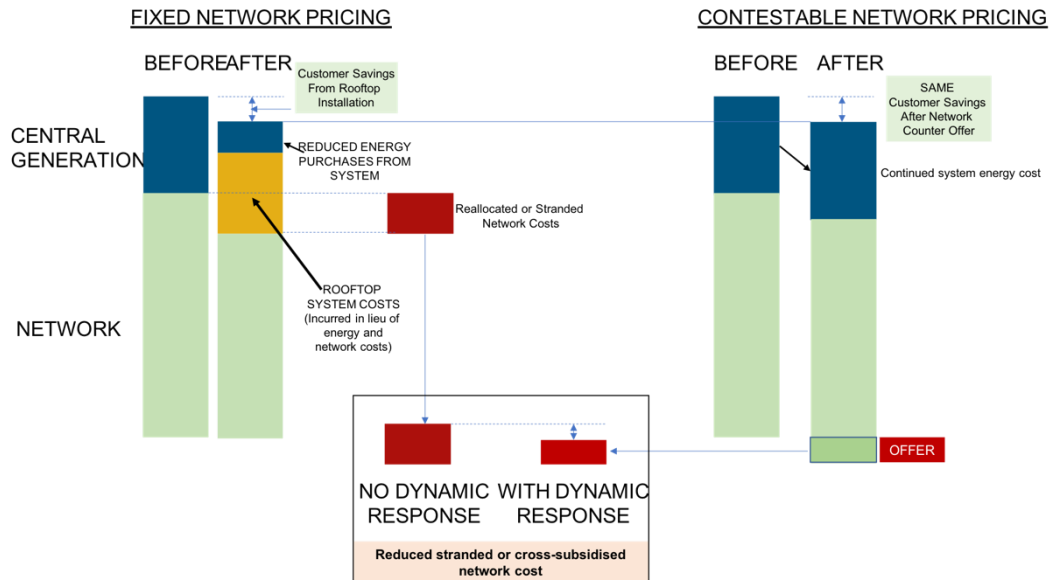 FIXED NETWORK PRICING
CONTESTABLE NETWORK PRICING
BEFORE
AFTER
Customer Savings
From Rooftop
Installation
BEFORE
AFTER
SAME
Customer Savings
After Network
Counter Offer
CENTRAL
GENERATION
REDUCED ENERGY
PURCHASES FROM
SYSTEM
Continued system energy cost
Reallocated or Stranded
Network Costs
ROOFTOP
SYSTEM COSTS
(Incurred in lieu of
energy and
network costs)
NETWORK
OFFER
NO DYNAMIC
RESPONSE
WITH DYNAMIC
RESPONSE
Reduced stranded or cross-subsidised
network cost